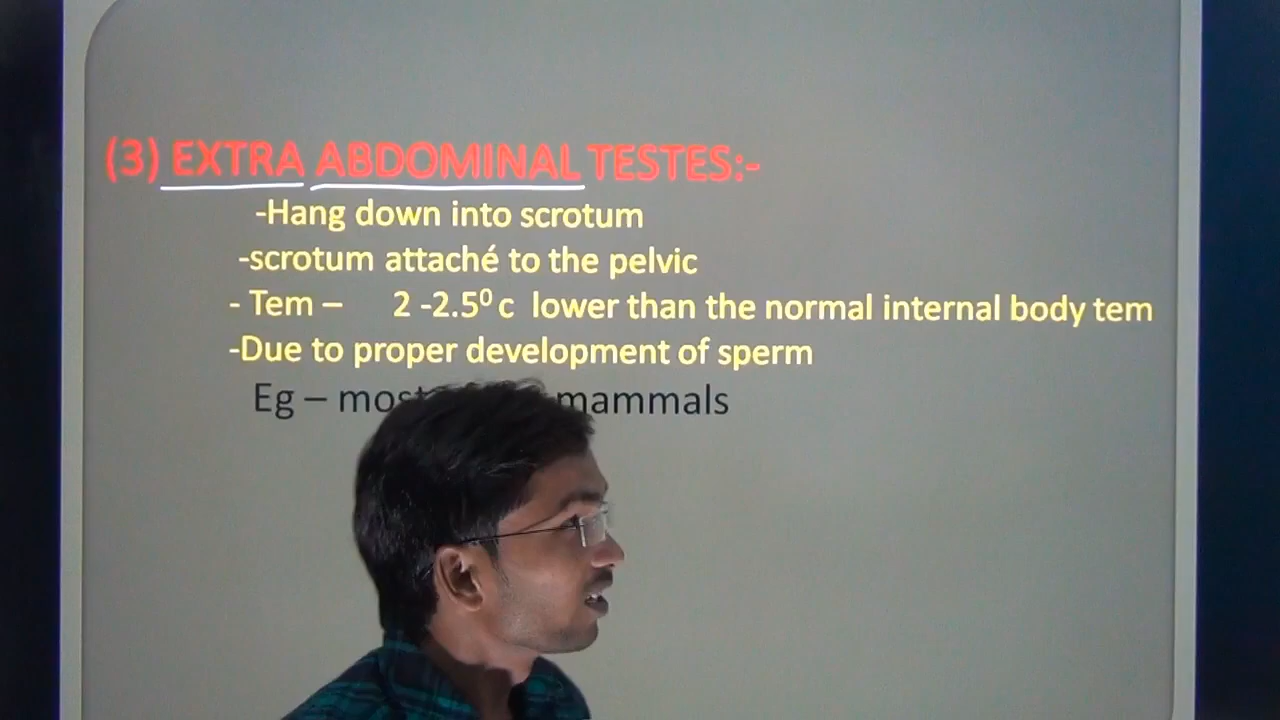 (3) EXTRA ABDOMINAL TESTES:-
-Hang down into scrotum
-scrotum attaché to the pelvic
- Tem – 2 -2.5⁰ c lower than the normal internal body tem
-Due to proper development of sperm
Eg – mammals